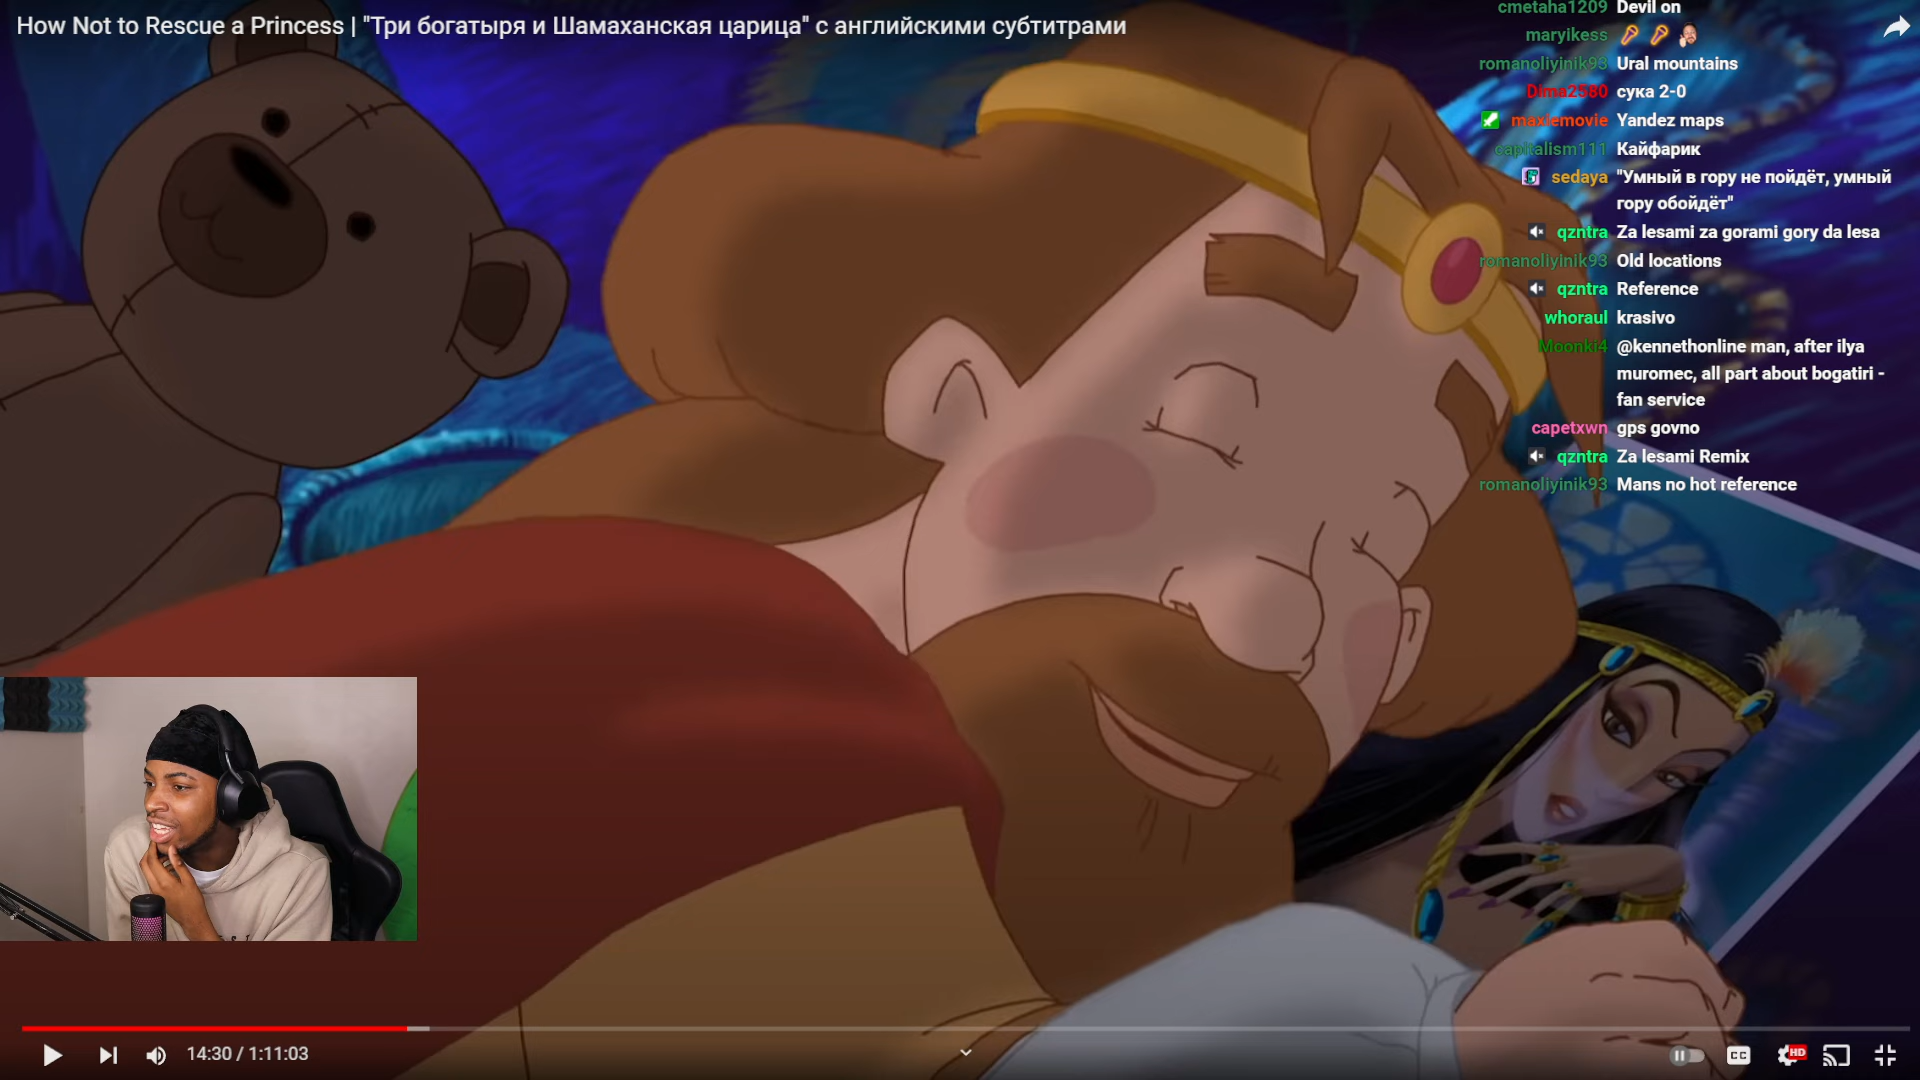 How Not to Rescue a Princess | "Три богатыря и Шамаханская царица" с английскими субтитрами
cmetaha1209 Devil on
maryikess
romanoliyinik93 Ural mountains
Dima2580 сука 2-0
maxiemovie Yandez maps
capitalism111 Кайфарик
sedaya "Умный в гору не пойдёт, умный
гору обойдёт"
qzntra Za lesami za gorami gory da lesa
romanoliyinik93 Old locations
qzntra Reference
whoraul krasivo
Moonki4 @kennethonline man, after ilya
muromec, all part about bogatiri -
fan service
capetxwn gps govno
qzntra Za lesami Remix
romanoliyinik93 Mans no hot reference
14:30 / 1:11:03
CC
HD